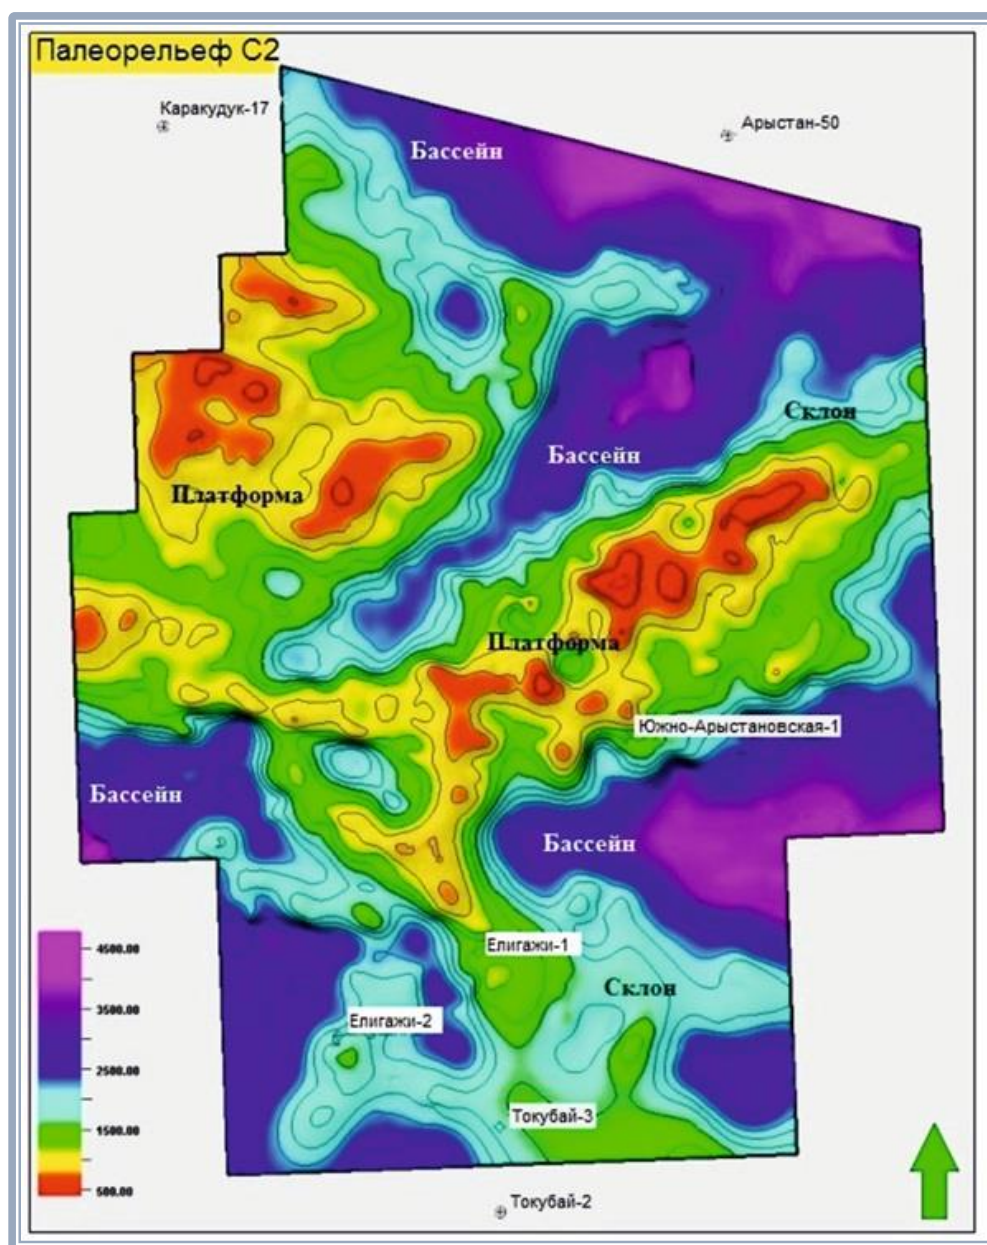 Палеорельеф С2
Каракудук-17
Арыстан-50
Бассейн
Склон
Бассейн
Платформа
Платформа
Южно-Арыстановская-1
Бассейн
Бассейн
Елигажи-1
4500.00
Склон
3500.00
Елигажи-2
2500.00
Токубай-3
1500.00
500.00
Токубай-2